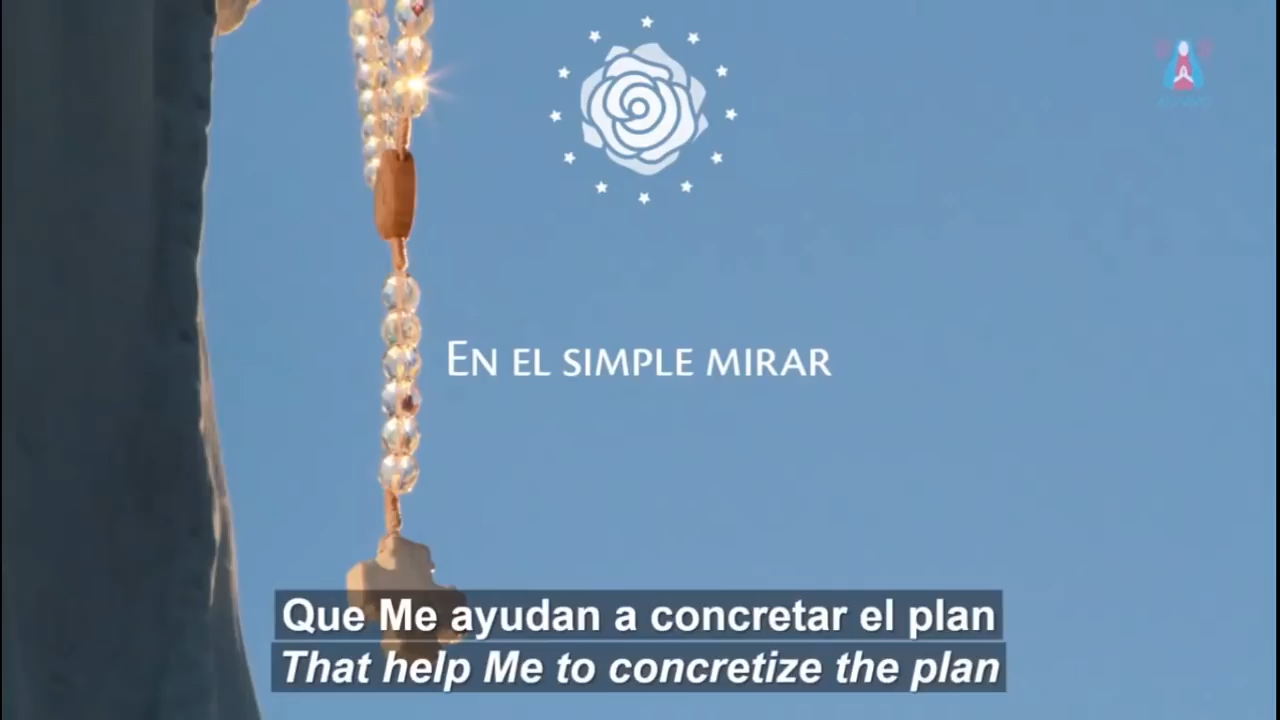 En el simple mirar
Que Me ayudan a concretar el plan
That help Me to concretize the plan